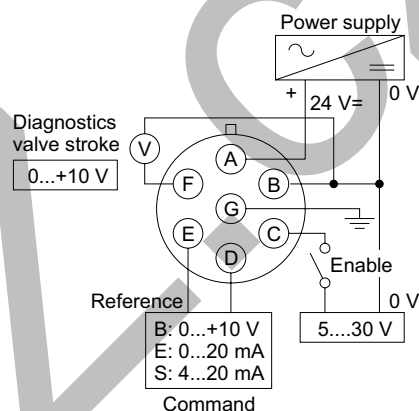 Power supply
+ 24 V= 0 V
Diagnostics
valve stroke
0...+10 V
V
A
F
B
G
E
C
D
Enable
Reference
0 V
B: 0...+10 V
E: 0...20 mA
S: 4...20 mA
5....30 V
Command